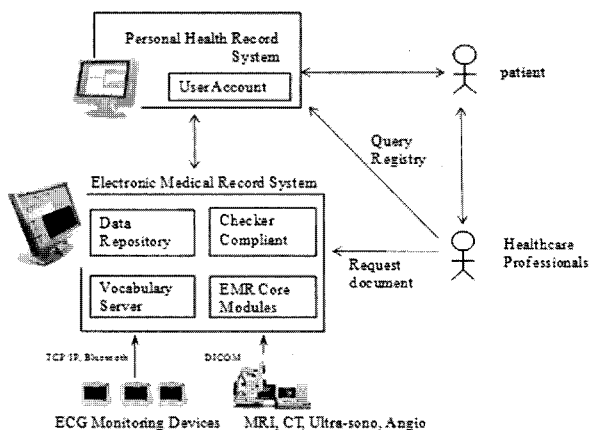 Personal Health Record
System
UserAccount
patient
Query
Registry
Electronic Medical Record System
Data
Repository
Checker
Compliant
Healthcare
Professionals
Request
document
Vocabulary
Server
EMR Core
Modules
TCP/IP, Bluetooth
DICOM
ECG Monitoring Devices
MRI, CT, Ultra-sono, Angio